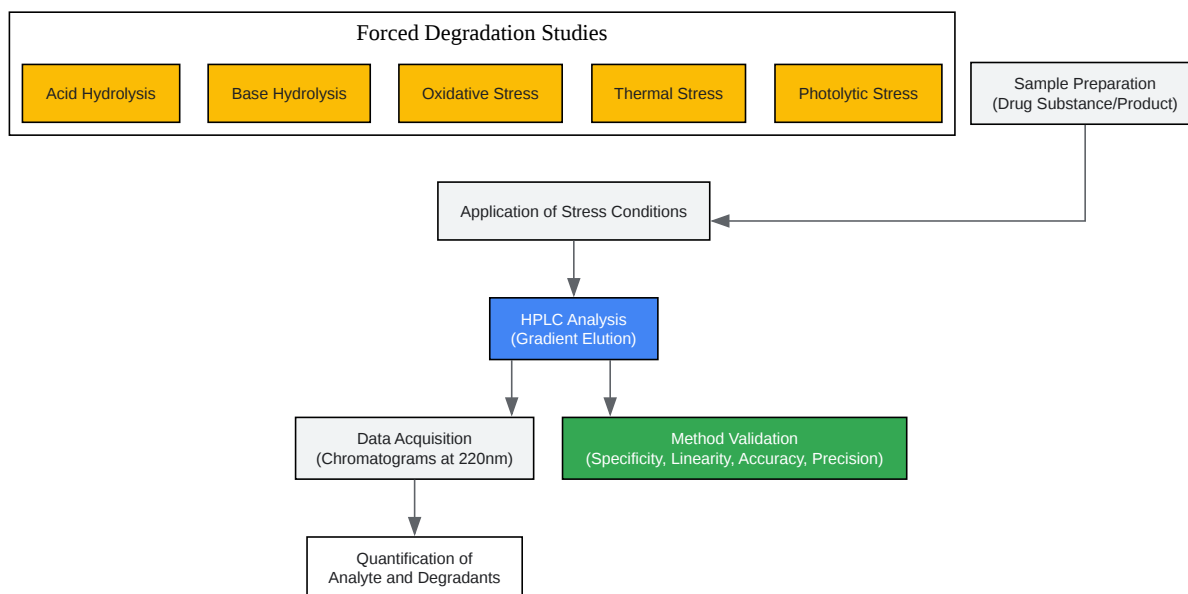 Forced Degradation Studies
Acid Hydrolysis
Base Hydrolysis
Oxidative Stress
Thermal Stress
Photolytic Stress
Sample Preparation
(Drug Substance/Product)
Application of Stress Conditions
HPLC Analysis
(Gradient Elution)
Data Acquisition
(Chromatograms at 220nm)
Method Validation
(Specificity, Linearity, Accuracy, Precision)
Quantification of
Analyte and Degradants